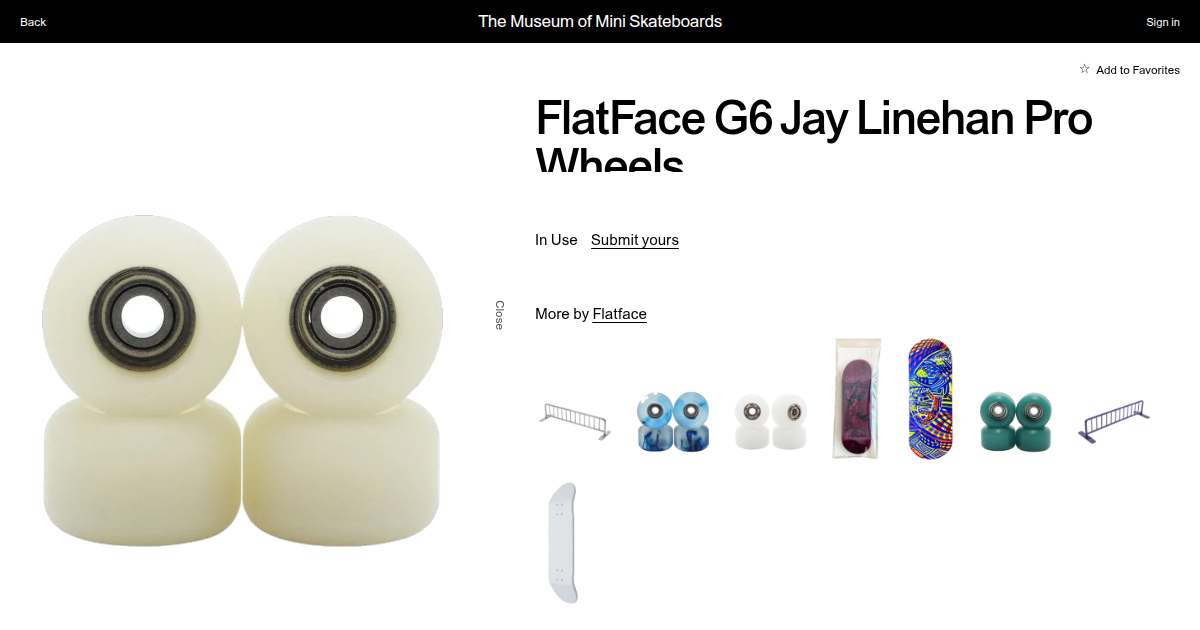 Back
The Museum of Mini Skateboards
Sign in
☆ Add to Favorites
FlatFace G6 Jay Linehan Pro
Wheels
In Use Submit yours
Close
More by Flatface